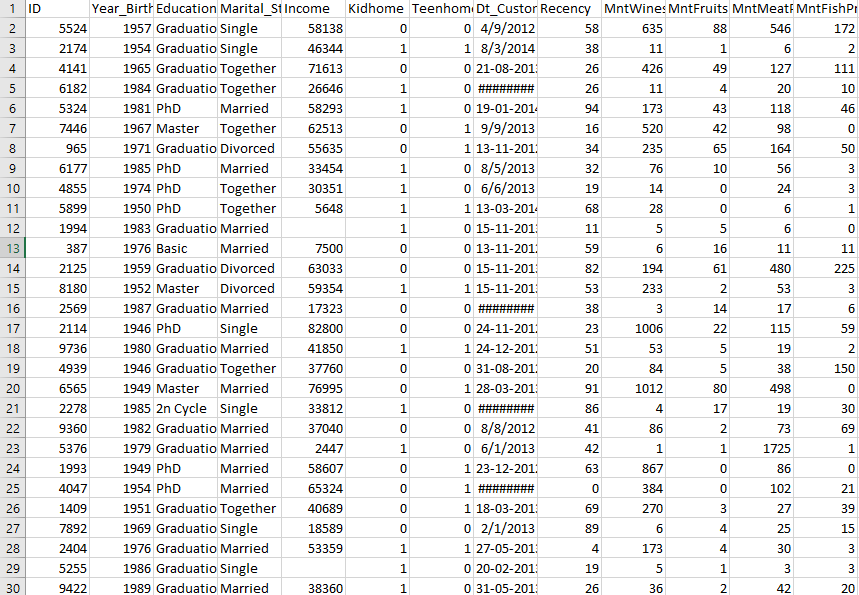 1 ID Year_Birth Education Marital_St Income Kidhome Teenhome Dt_Custom Recency MntWines MntFruits MntMeatP MntFishPr
2 5524 1957 Graduatio Single 58138 0 0 4/9/2012 58 635 88 546 172
3 2174 1954 Graduatio Single 46344 1 1 8/3/2014 38 11 1 6 2
4 4141 1965 Graduatio Together 71613 0 0 21-08-2013 26 426 49 127 111
5 6182 1984 Graduatio Together 26646 1 0 ######## 26 11 4 20 10
6 5324 1981 PhD Married 58293 1 0 19-01-2014 94 173 43 118 46
7 7446 1967 Master Together 62513 0 1 9/9/2013 16 520 42 98 0
8 965 1971 Graduatio Divorced 55635 0 1 13-11-2012 34 235 65 164 50
9 6177 1985 PhD Married 33454 1 0 8/5/2013 32 76 10 56 3
10 4855 1974 PhD Together 30351 1 0 6/6/2013 19 14 0 24 3
11 5899 1950 PhD Together 5648 1 1 13-03-2014 68 28 0 6 1
12 1994 1983 Graduatio Married 1 0 15-11-2013 11 5 5 6 0
13 387 1976 Basic Married 7500 0 0 13-11-2012 59 6 16 11 11
14 2125 1959 Graduatio Divorced 63033 0 0 15-11-2013 82 194 61 480 225
15 8180 1952 Master Divorced 59354 1 1 15-11-2013 53 233 2 53 3
16 2569 1987 Graduatio Married 17323 0 0 ######## 38 3 14 17 6
17 2114 1946 PhD Single 82800 0 0 24-11-2012 23 1006 22 115 59
18 9736 1980 Graduatio Married 41850 1 1 24-12-2012 51 53 5 19 2
19 4939 1946 Graduatio Together 37760 0 0 31-08-2012 20 84 5 38 150
20 6565 1949 Master Married 76995 0 1 28-03-2013 91 1012 80 498 0
21 2278 1985 2n Cycle Single 33812 1 0 ######## 86 4 17 19 30
22 9360 1982 Graduatio Married 37040 0 0 8/8/2012 41 86 2 73 69
23 5376 1979 Graduatio Married 2447 1 0 6/1/2013 42 1 1 1725 1
24 1993 1949 PhD Married 58607 0 1 23-12-2012 63 867 0 86 0
25 4047 1954 PhD Married 65324 0 1 ######## 0 384 0 102 21
26 1409 1951 Graduatio Together 40689 0 1 18-03-2013 69 270 3 27 39
27 7892 1969 Graduatio Single 18589 0 0 2/1/2013 89 6 4 25 15
28 2404 1976 Graduatio Married 53359 1 1 27-05-2013 4 173 4 30 3
29 5255 1986 Graduatio Single 1 0 20-02-2013 19 5 1 3 3
30 9422 1989 Graduatio Married 38360 1 0 31-05-2013 26 36 2 42 20